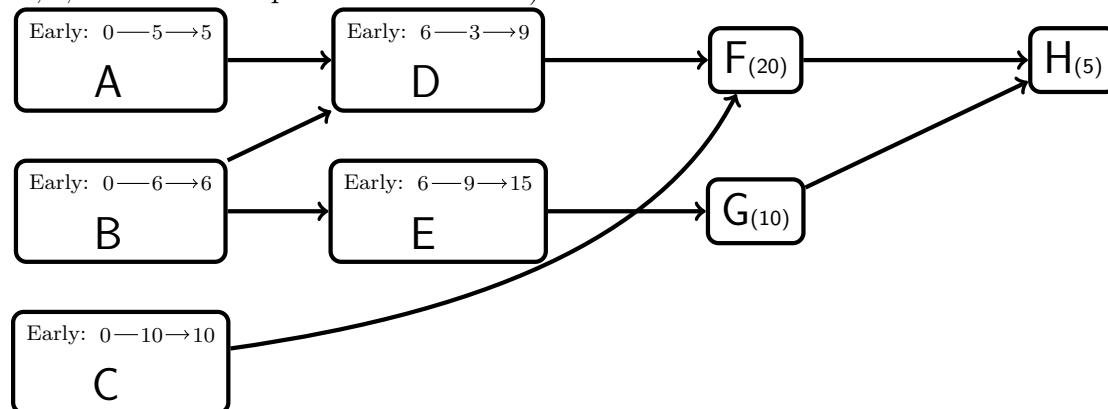 Early: 0—5→5
A
Early: 6—3→9
D
F(20)
H(5)
Early: 0—6→6
B
Early: 6—9→15
E
G(10)
Early: 0—10→10
C